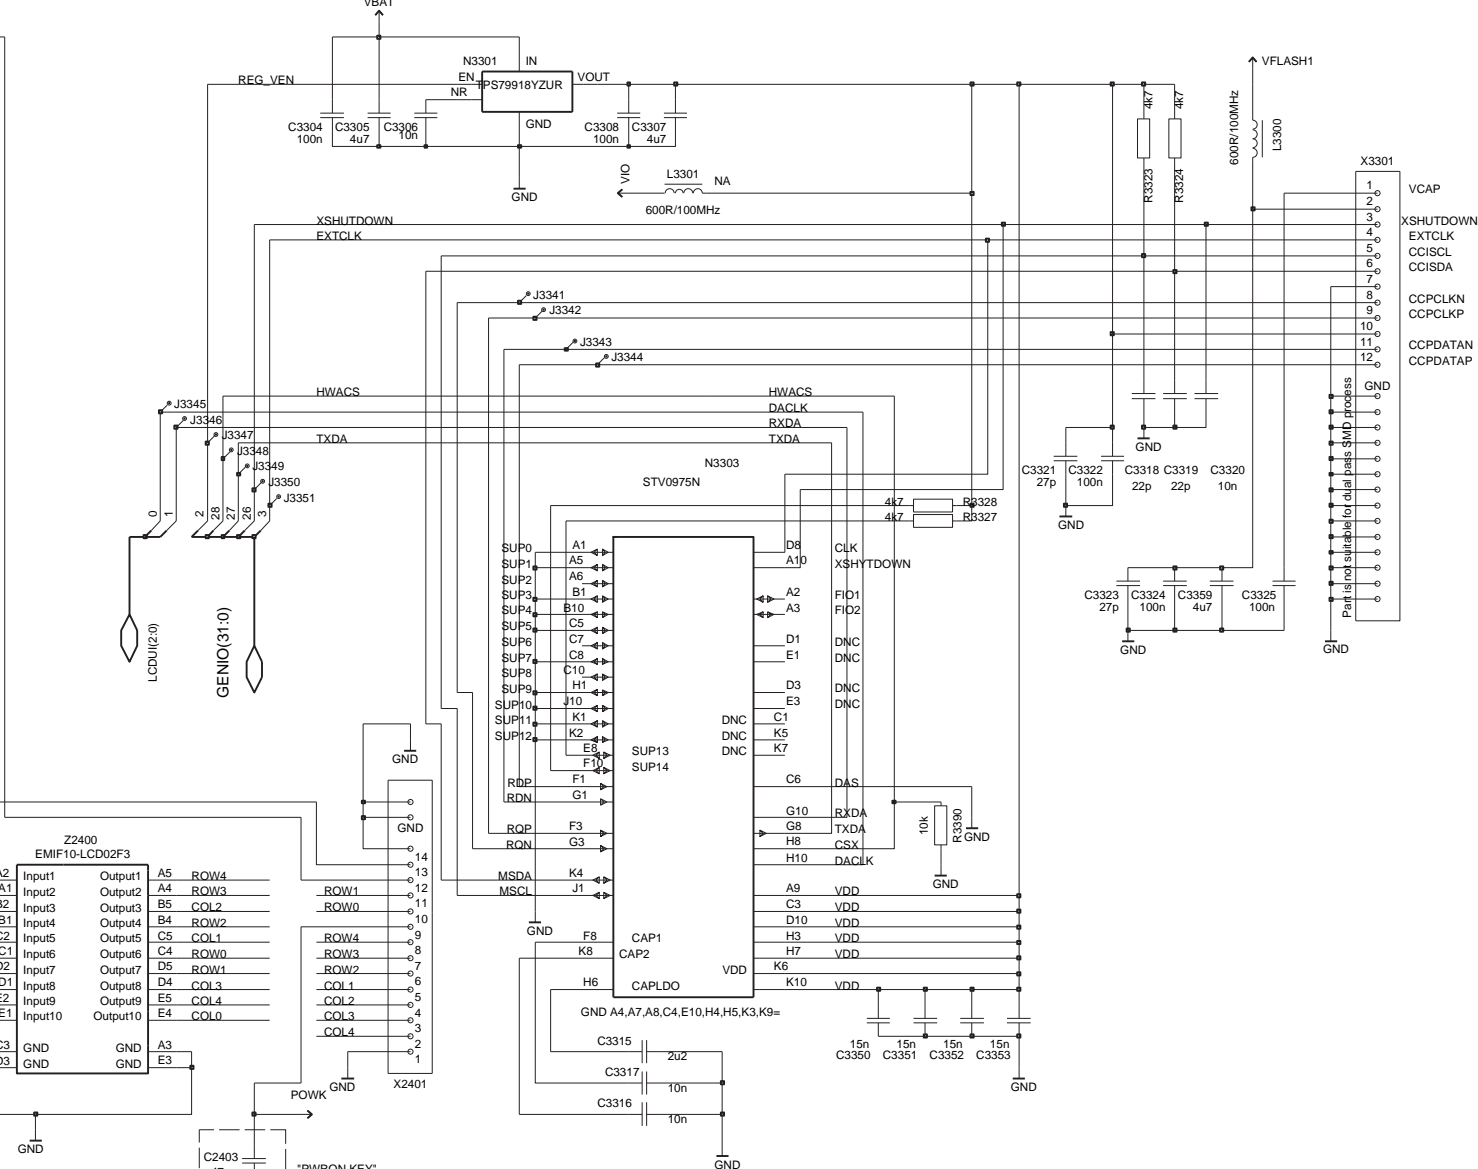 VBAT
N3301
IN
REG_VEN
EN
TPS79918YZUR
VOUT
NR
GND
C3304
100n
C3305
4u7
C3306
10n
C3308
100n
C3307
4u7
GND
VIO
L3301
NA
600R/100MHz
4k7
4k7
R3323
R3324
VFLASH1
600R/100MHz
L3300
X3301
1
VCAP
2
XSHUTDOWN
3
XSHUTDOWN
EXTCLK
4
EXTCLK
5
CCISCL
6
CCISDA
7
J3341
8
CCPCLKN
J3342
9
CCPCLKP
10
J3343
11
CCPDATAN
J3344
12
CCPDATAP
GND
Part is not suitable for dual pass SMD process
HWACS
HWACS
J3345
DACLK
J3346
RXDA
J3347
TXDA
TXDA
J3348
J3349
J3350
J3351
0
1
2
28
27
26
3
LCDUI(2:0)
GENIO(31:0)
N3303
STV0975N
4k7
R3328
4k7
R3327
GND
C3321
27p
C3322
100n
C3318
22p
C3319
22p
C3320
10n
GND
C3323
27p
C3324
100n
C3359
4u7
C3325
100n
GND
GND
SUP0
A1
SUP1
A5
SUP2
A6
SUP3
B1
SUP4
B10
SUP5
C5
SUP6
C7
SUP7
C8
SUP8
C10
SUP9
H1
SUP10
J10
SUP11
K1
SUP12
K2
E8
SUP13
F10
SUP14
RDP
F1
RDN
G1
RQP
F3
RQN
G3
MSDA
K4
MSCL
J1
GND
F8
CAP1
K8
CAP2
H6
CAPLDO
D8
CLK
A10
XSHYTDOWN
A2
FIO1
A3
FIO2
D1
DNC
E1
DNC
D3
DNC
E3
DNC
DNC
C1
DNC
K5
DNC
K7
C6
DAS
G10
RXDA
G8
TXDA
H8
CSX
H10
DACLK
10k
R3390
GND
GND
A9
VDD
C3
VDD
D10
VDD
H3
VDD
H7
VDD
VDD
K6
K10
VDD
GND A4,A7,A8,C4,E10,H4,H5,K3,K9=
15n
C3350
15n
C3351
15n
C3352
15n
C3353
GND
C3315
2u2
C3317
10n
C3316
10n
GND
GND
GND
14
13
12
11
10
9
8
7
6
5
4
3
2
1
ROW1
ROW0
ROW4
ROW3
ROW2
COL1
COL2
COL3
COL4
GND
X2401
Z2400
EMIF10-LCD02F3
A2
Input1
Output1
A5
ROW4
A1
Input2
Output2
A4
ROW3
B2
Input3
Output3
B5
COL2
B1
Input4
Output4
B4
ROW2
C2
Input5
Output5
C5
COL1
C1
Input6
Output6
C4
ROW0
D2
Input7
Output7
D5
ROW1
D1
Input8
Output8
D4
COL3
E2
Input9
Output9
E5
COL4
E1
Input10
Output10
E4
COL0
C3
GND
GND
A3
D3
GND
GND
E3
POWK
GND
C2403
"PWRON KEY"